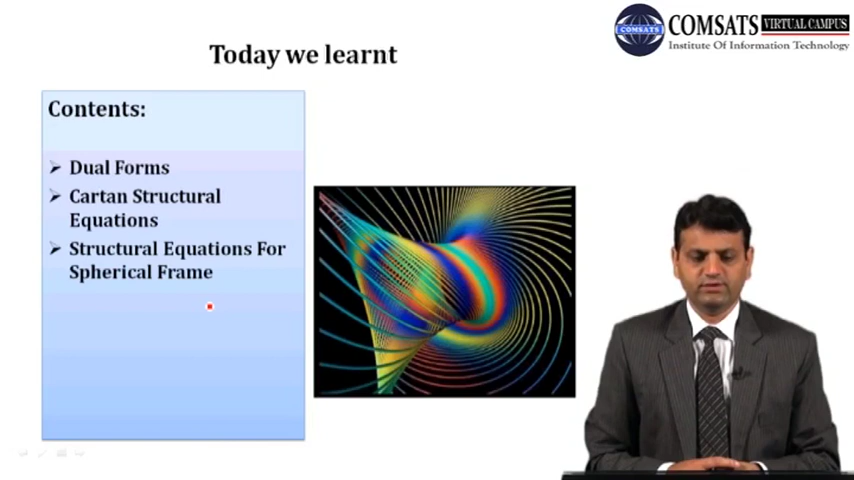 COMSATS
COMSATS VIRTUAL CAMPUS
Institute Of Information Technology
Today we learnt
Contents:
Dual Forms
Cartan Structural
Equations
Structural Equations For
Spherical Frame